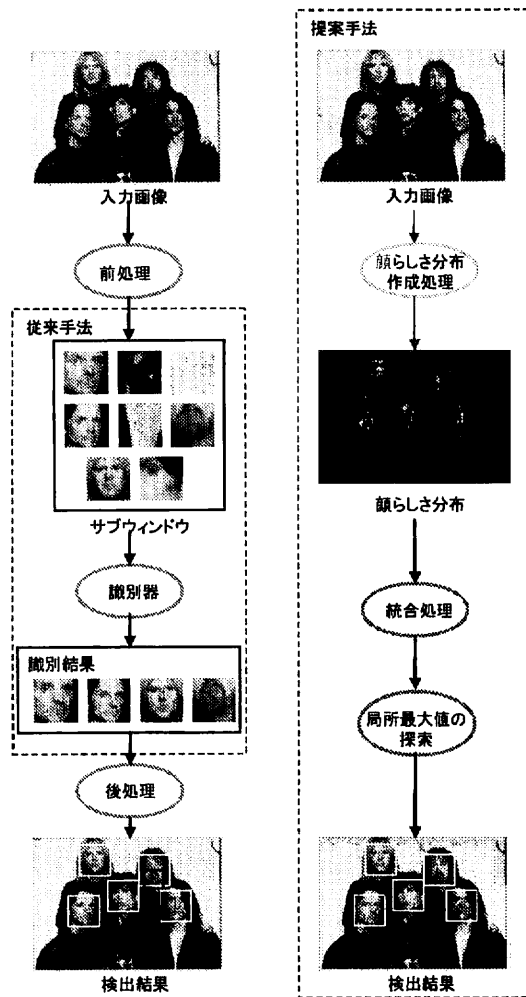 入力画像
前処理
従来手法
サブウィンドウ
識別器
識別結果
後処理
検出結果
提案手法
入力画像
顔らしさ分布
作成処理
顔らしさ分布
統合処理
局所最大値の
探索
検出結果